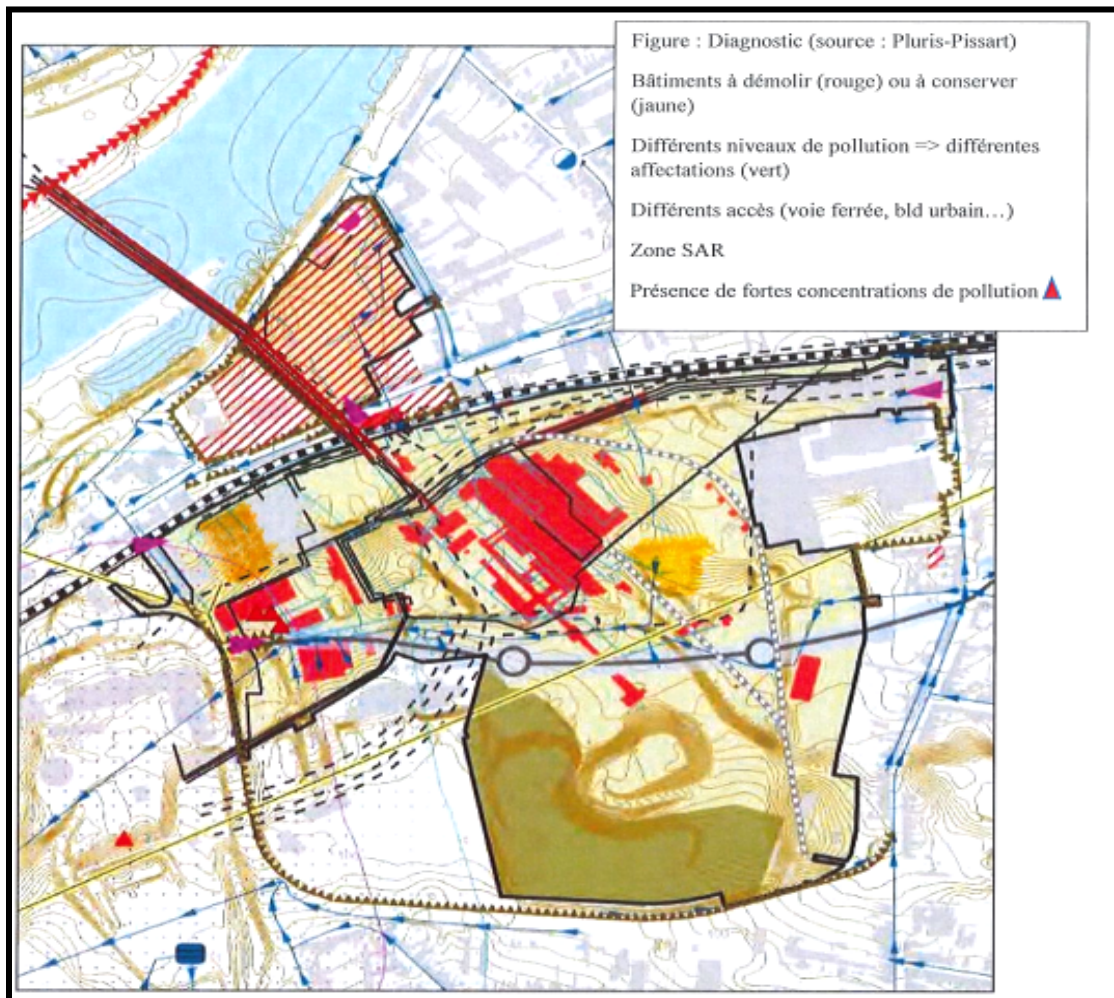 Figure : Diagnostic (source : Pluris-Pissart)
Bâtiments à démolir (rouge) ou à conserver
(jaune)
Différents niveaux de pollution => différentes
affectations (vert)
Différents accès (voie ferrée, bld urbain…)
Zone SAR
Présence de fortes concentrations de pollution